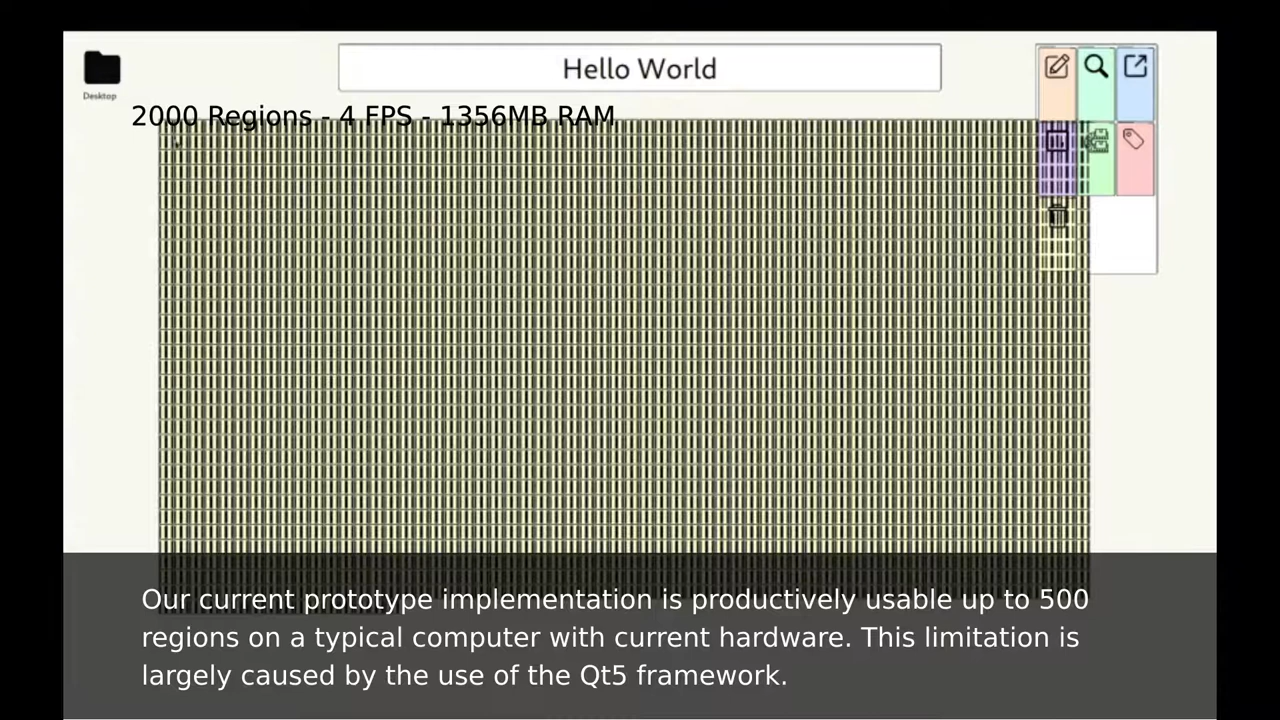 Hello World
Desktop
2000 Regions - 4 FPS - 1356MB RAM
Our current prototype implementation is productively usable up to 500
regions on a typical computer with current hardware. This limitation is
largely caused by the use of the Qt5 framework.